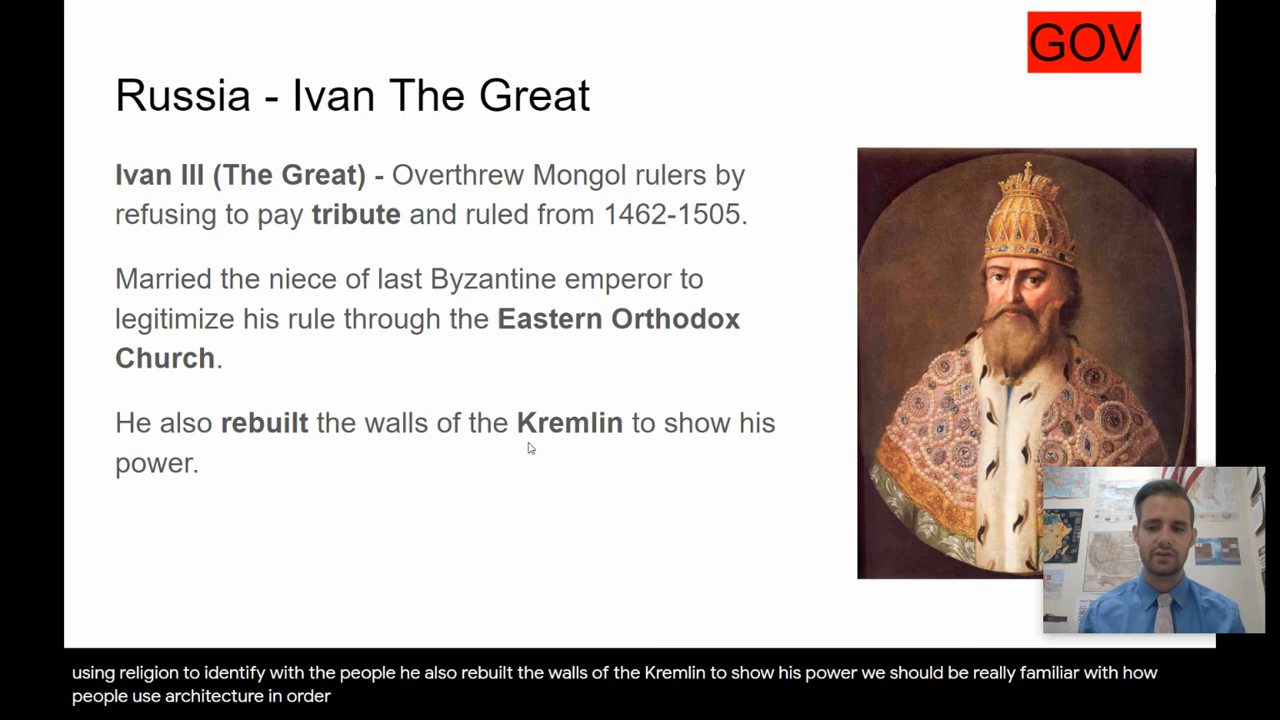 GOV
Russia - Ivan The Great
Ivan III (The Great) - Overthrew Mongol rulers by
refusing to pay tribute and ruled from 1462-1505.
Married the niece of last Byzantine emperor to
legitimize his rule through the Eastern Orthodox
Church.
He also rebuilt the walls of the Kremlin to show his
power.
using religion to identify with the people he also rebuilt the walls of the Kremlin to show his power we should be really familiar with how
people use architecture in order